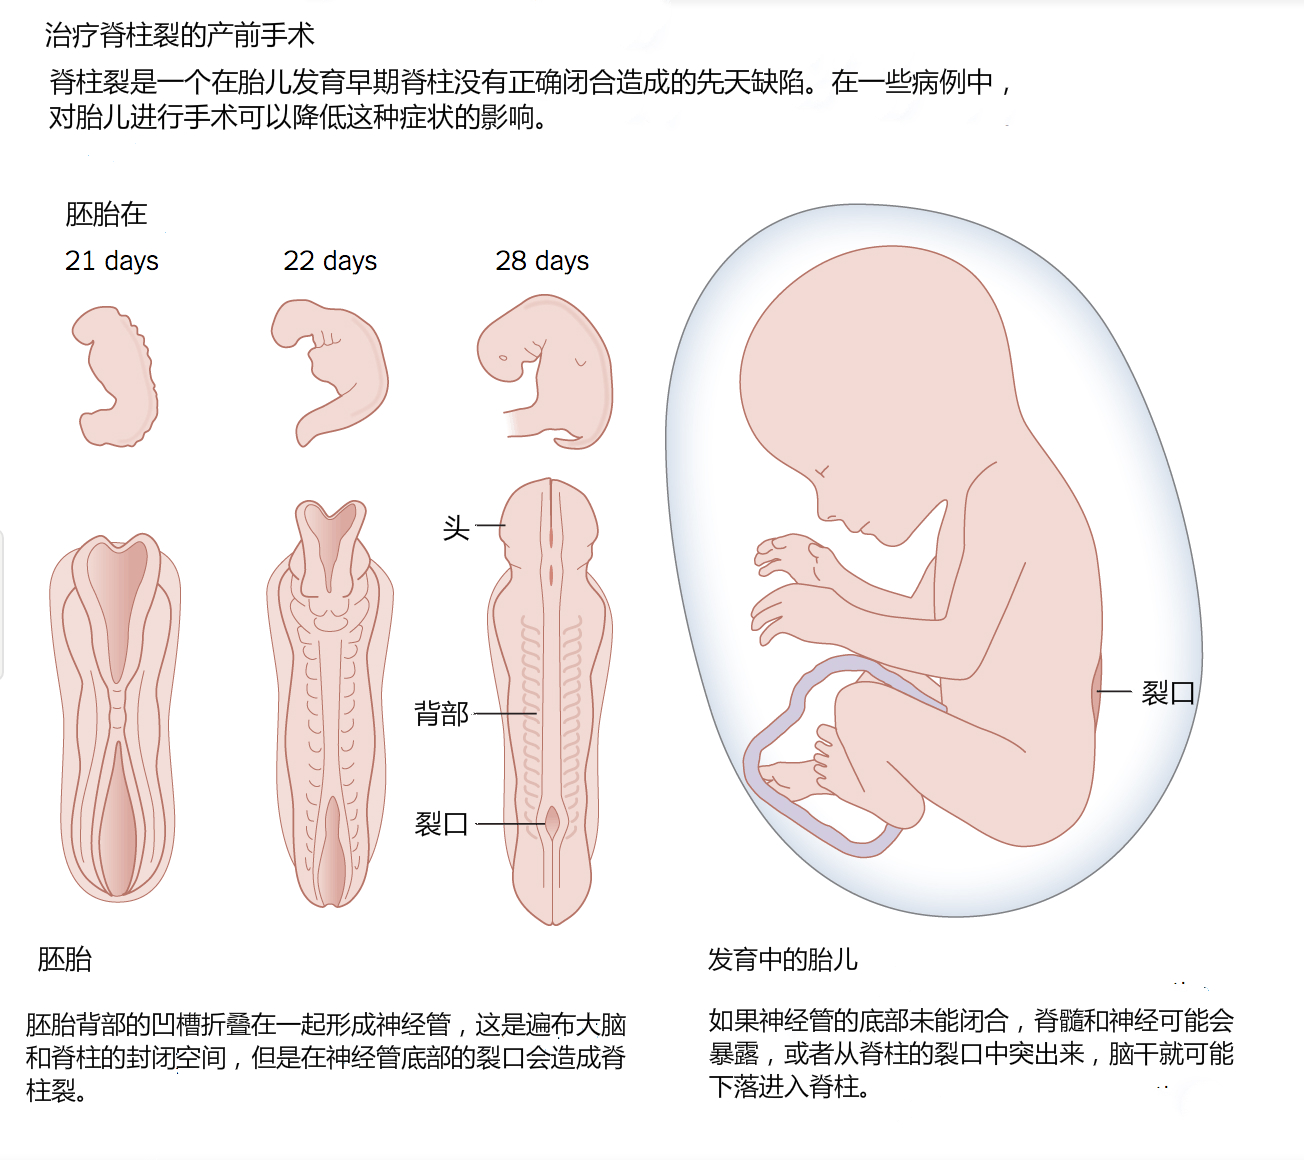 治疗脊柱裂的产前手术
脊柱裂是一个在胎儿发育早期脊柱没有正确闭合造成的先天缺陷。在一些病例中，
对胎儿进行手术可以降低这种症状的影响。
胚胎在
21 days
22 days
28 days
头
背部
裂口
裂口
胚胎
胚胎背部的凹槽折叠在一起形成神经管，这是遍布大脑
和脊柱的封闭空间，但是在神经管底部的裂口会造成脊
柱裂。
发育中的胎儿
如果神经管的底部未能闭合，脊髓和神经可能会
暴露，或者从脊柱的裂口中突出来，脑干就可能
下落进入脊柱。